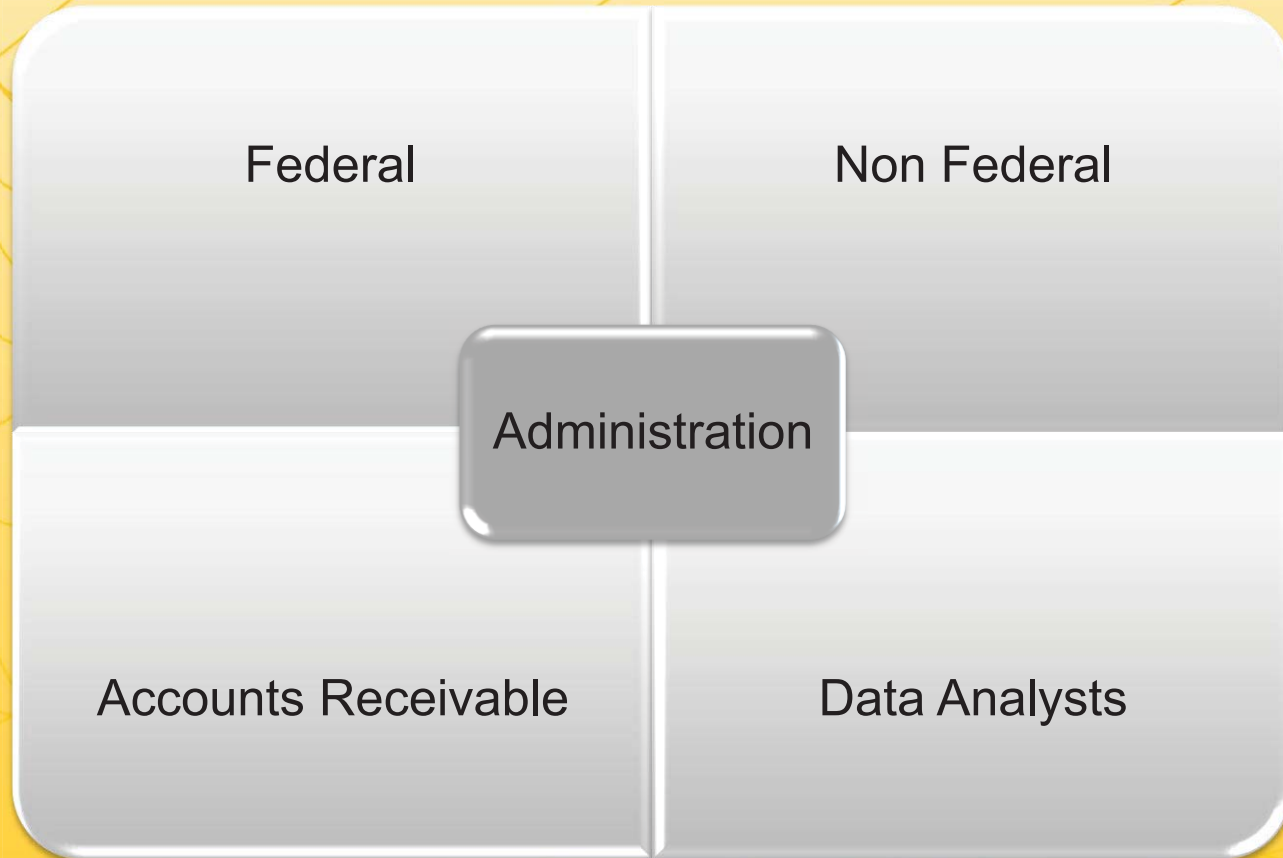 Federal
Non Federal
Administration
Accounts Receivable
Data Analysts